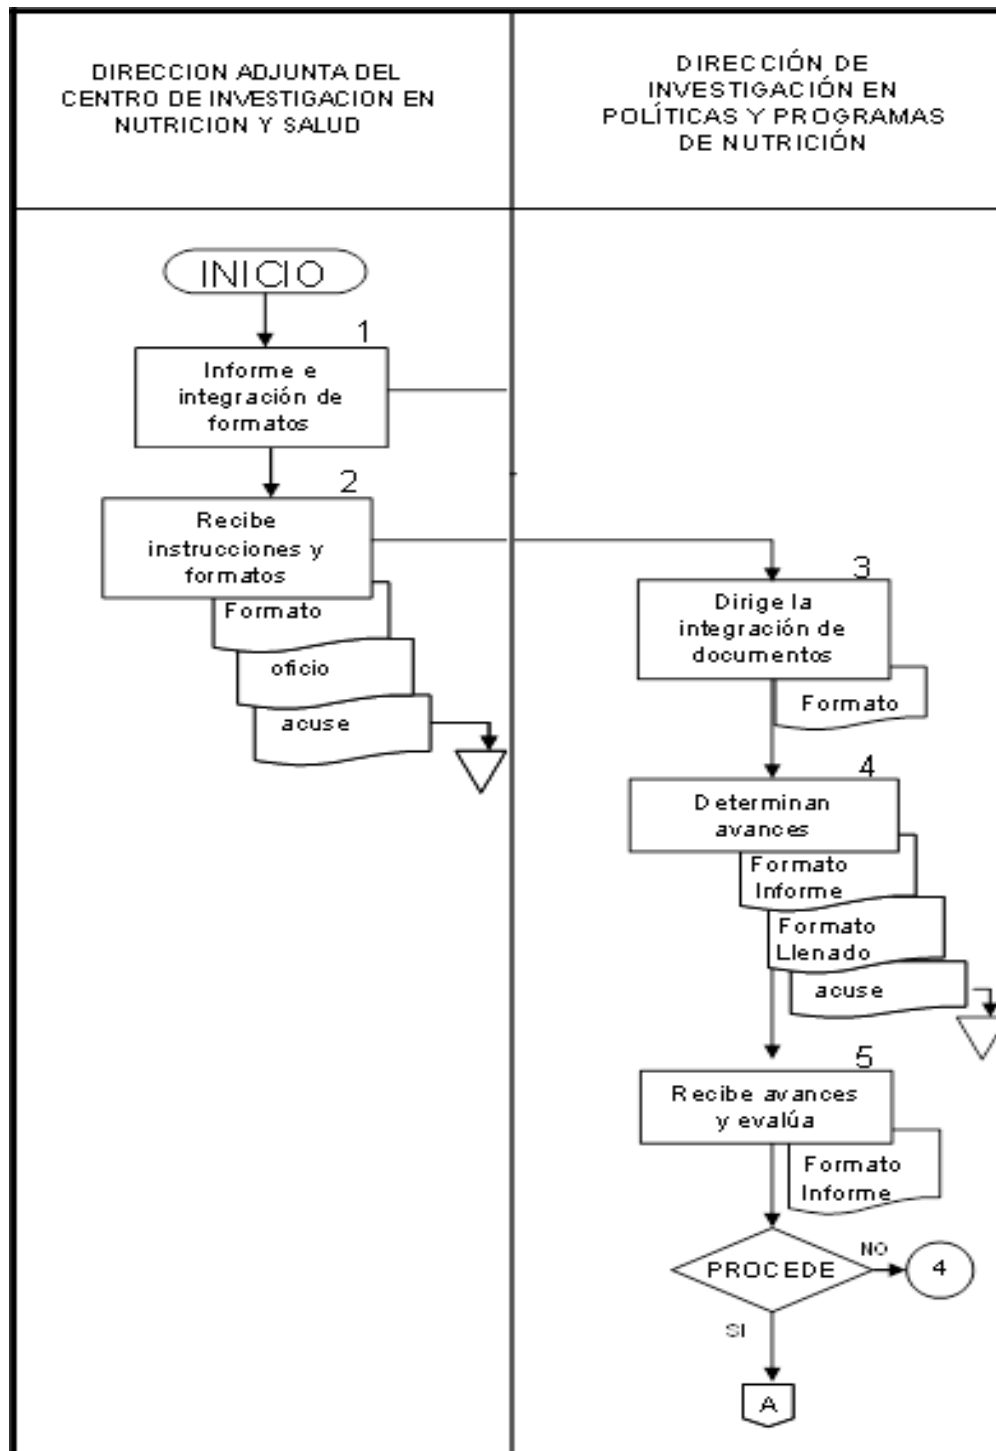 DIRECCION ADJUNTA DEL
CENTRO DE INVESTIGACION EN
NUTRICION Y SALUD
DIRECCIÓN DE
INVESTIGACIÓN EN
POLÍTICAS Y PROGRAMAS
DE NUTRICIÓN
INICIO
1
Informe e
integración de
formatos
2
Recibe
instrucciones y
formatos
Formato
oficio
acuse
3
Dirige la
integración de
documentos
Formato
4
Determinan
avances
Formato
Informe
Formato
Llenado
acuse
5
Recibe avances
y evalúa
Formato
Informe
PROCEDE
NO
4
SI
A